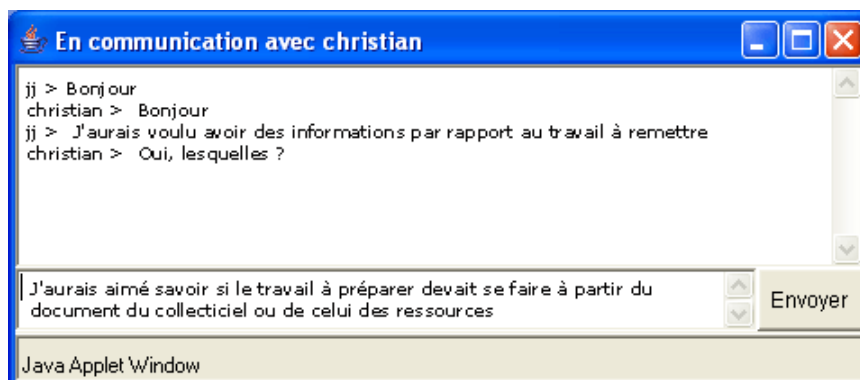 En communication avec christian
jj > Bonjour
christian > Bonjour
jj > J'aurais voulu avoir des informations par rapport au travail à remettre
christian > Oui, lesquelles ?
J'aurais aimé savoir si le travail à préparer devait se faire à partir du
document du collecticiel ou de celui des ressources
Envoyer
Java Applet Window